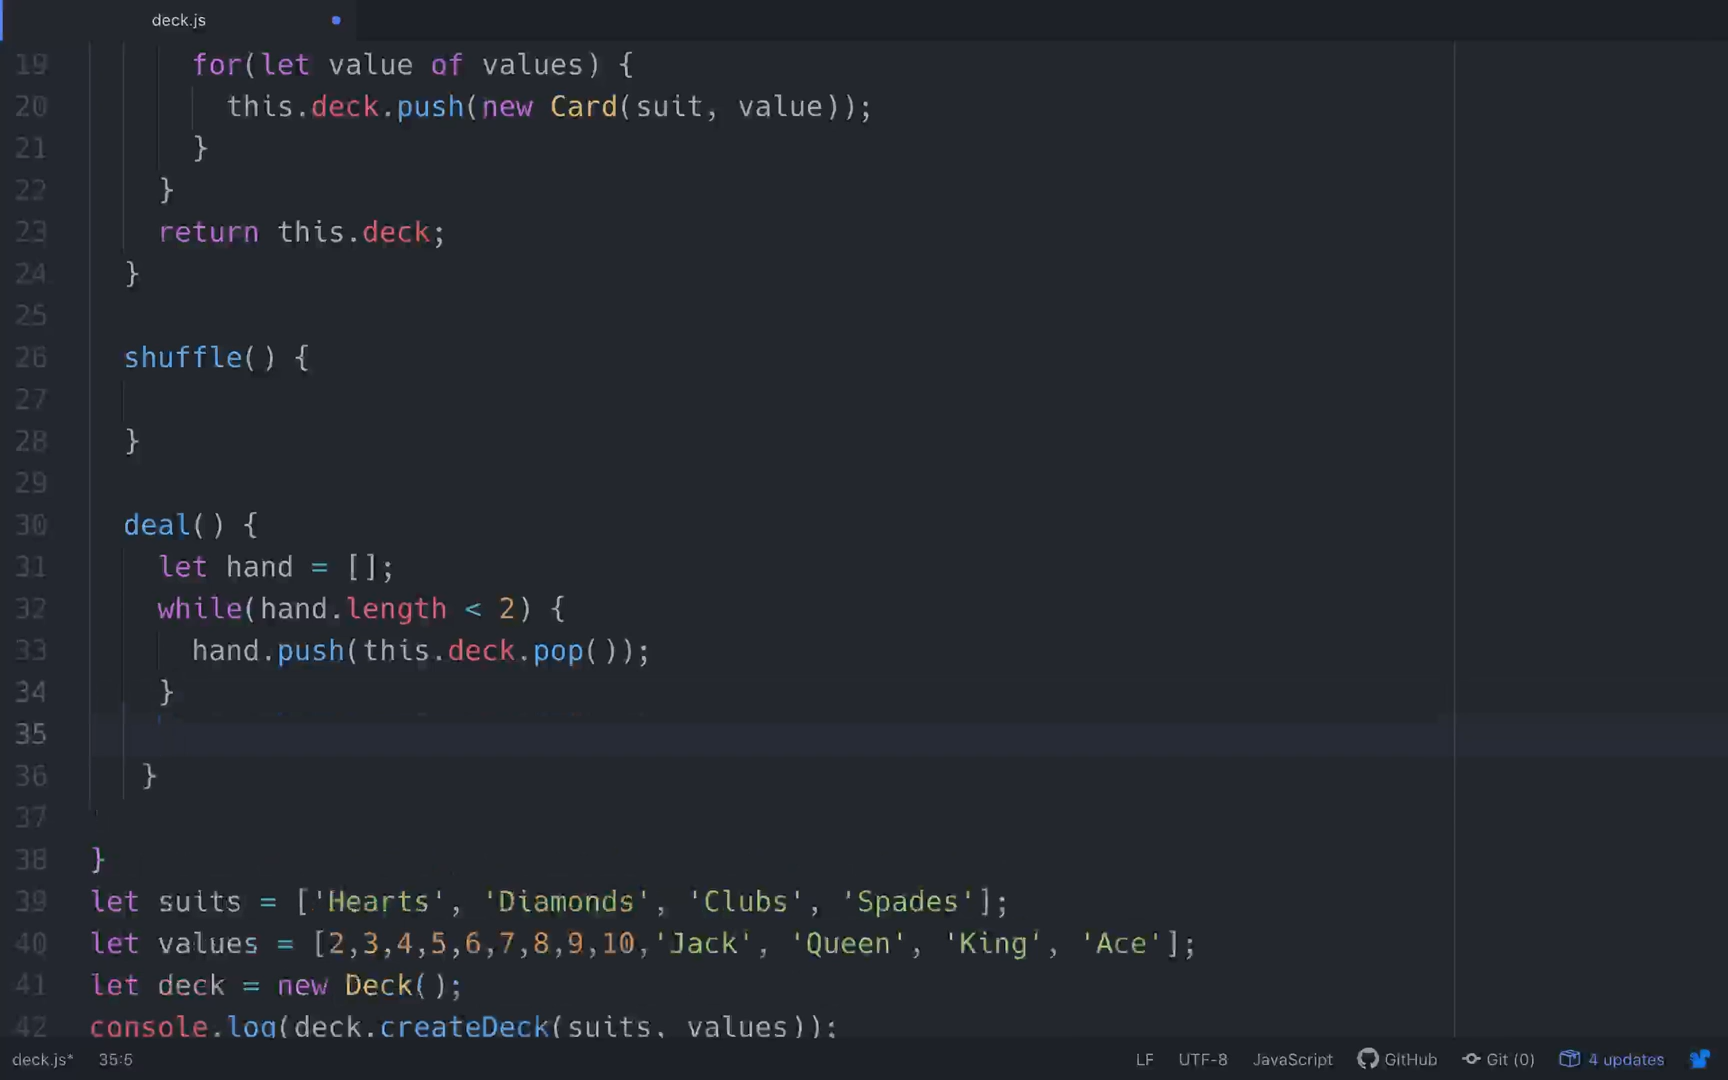 deck.js
19 for(let value of values) {
20 this.deck.push(new Card(suit, value));
21 }
22 }
23 return this.deck;
24 }
25
26 shuffle() {
27
28 }
29
30 deal() {
31 let hand = [];
32 while(hand.length < 2) {
33 hand.push(this.deck.pop());
34 }
35
36 }
37
38 }
39 let suits = ['Hearts', 'Diamonds', 'Clubs', 'Spades'];
40 let values = [2,3,4,5,6,7,8,9,10,'Jack', 'Queen', 'King', 'Ace'];
41 let deck = new Deck();
42 console.log(deck.createDeck(suits, values));
deck.js* 35:5 LF UTF-8 JavaScript GitHub Git (0) 4 updates